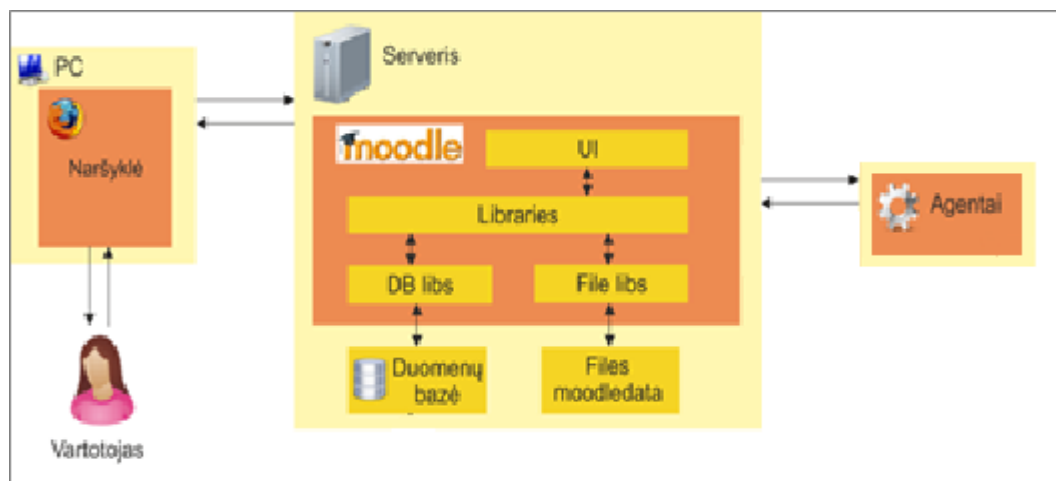 PC
Naršyklė
Vartotojas
Serveris
moodle
UI
Libraries
DB libs
File libs
Duomenų
bazė
Files
moodledata
Agentai